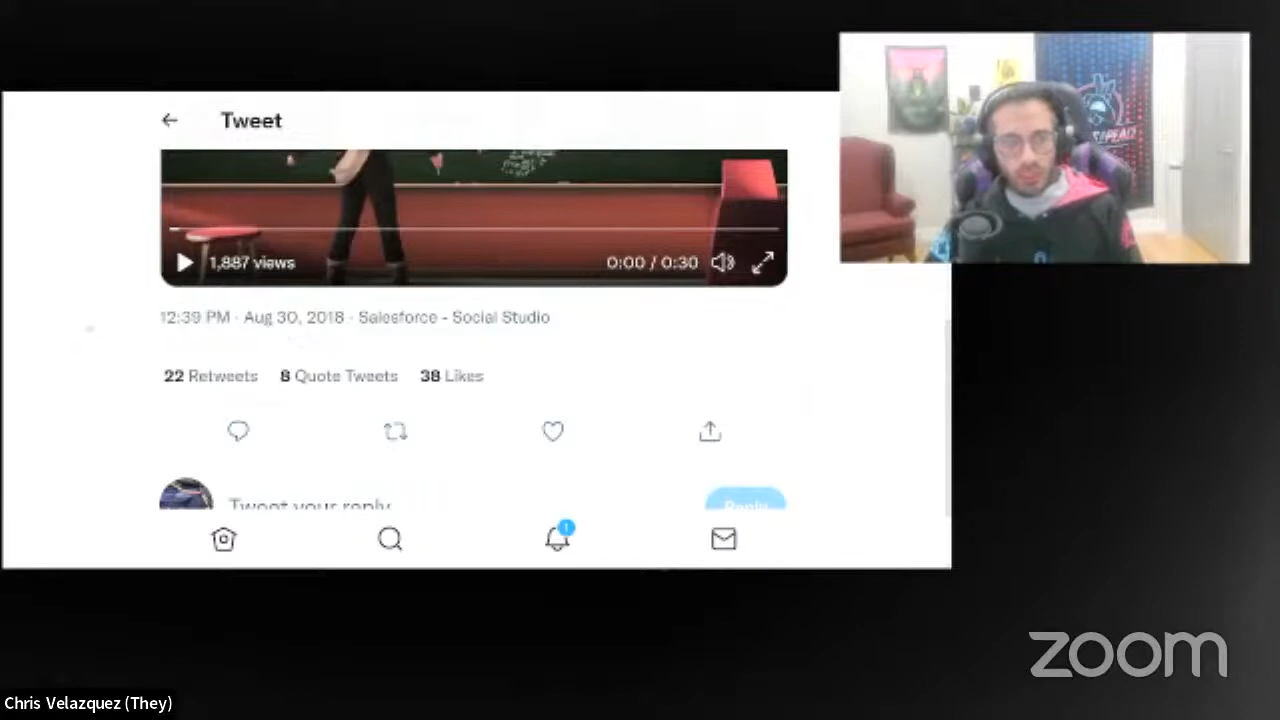 Tweet
1,887 views
0:00 / 0:30
12:39 PM · Aug 30, 2018 · Salesforce - Social Studio
22 Retweets 8 Quote Tweets 38 Likes
Tweet your reply
Reply
1
zoom
Chris Velazquez (They)